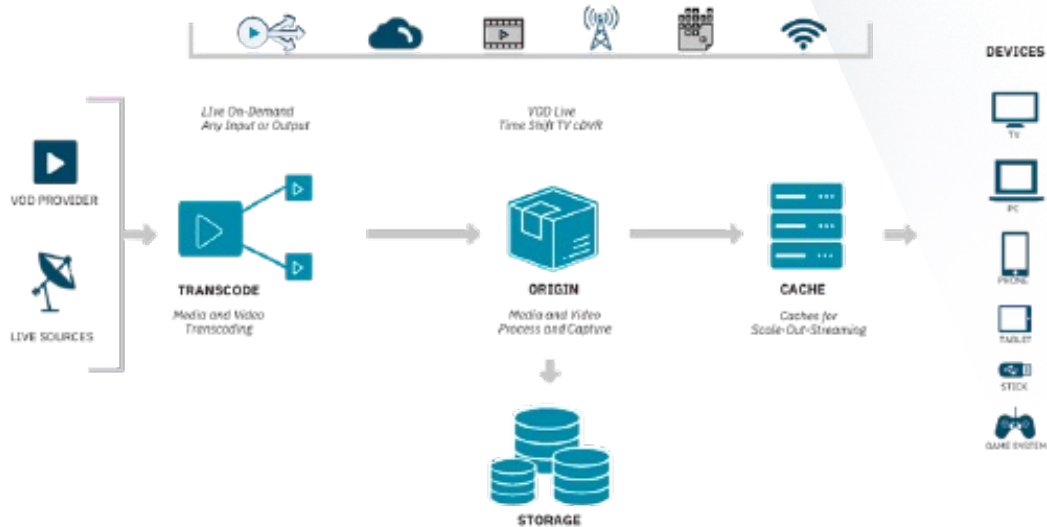 DEVICES
Live On-Demand
Any Input or Output
VOD Live
Time Shift TV cDVR
TV
VOD PROVIDER
PC
TRANSCODE
ORIGIN
CACHE
PHONE
Media and Video
Transcoding
Media and Video
Process and Capture
Caches for
Scale-Out-Streaming
LIVE SOURCES
TABLET
STICK
GAME SYSTEM
STORAGE